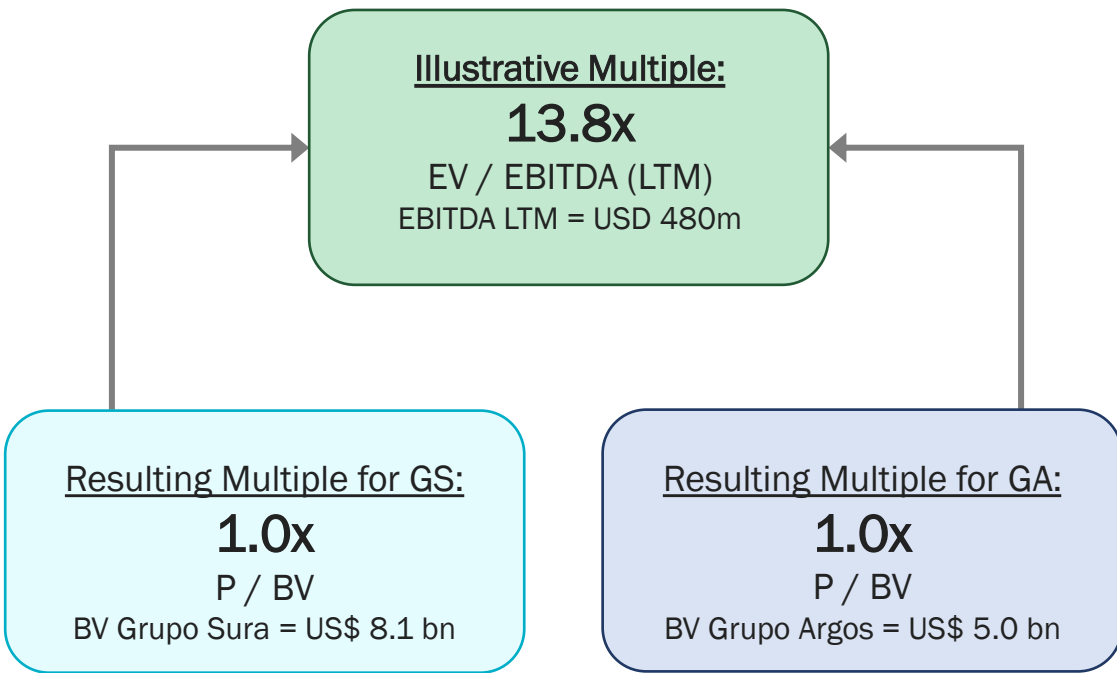 Illustrative Multiple:
13.8x
EV / EBITDA (LTM)
EBITDA LTM = USD 480m
Resulting Multiple for GS:
1.0x
P / BV
BV Grupo Sura = US$ 8.1 bn
Resulting Multiple for GA:
1.0x
P / BV
BV Grupo Argos = US$ 5.0 bn